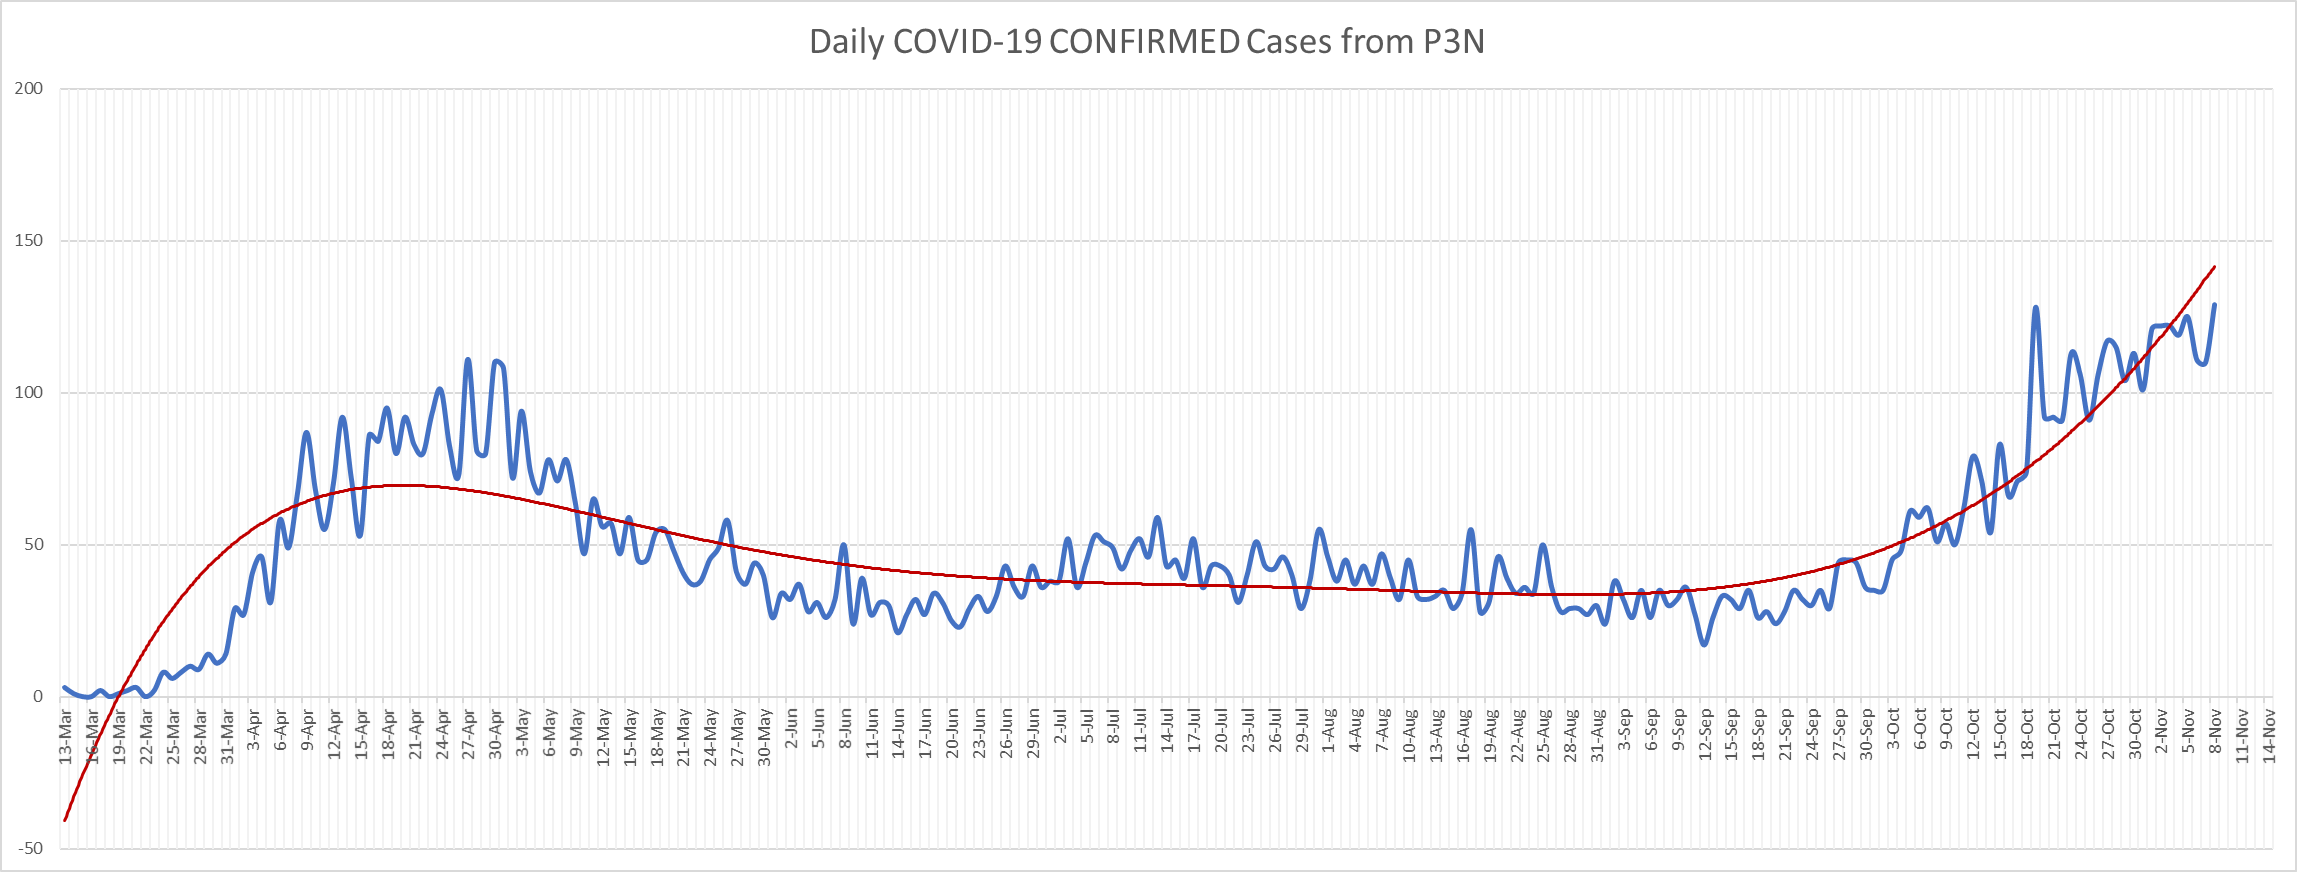 Daily COVID-19 CONFIRMED Cases from P3N
200
150
100
50
0
-50
13-Mar
16-Mar
19-Mar
22-Mar
25-Mar
28-Mar
31-Mar
3-Apr
6-Apr
9-Apr
12-Apr
15-Apr
18-Apr
21-Apr
24-Apr
27-Apr
30-Apr
3-May
6-May
9-May
12-May
15-May
18-May
21-May
24-May
27-May
30-May
2-Jun
5-Jun
8-Jun
11-Jun
14-Jun
17-Jun
20-Jun
23-Jun
26-Jun
29-Jun
2-Jul
5-Jul
8-Jul
11-Jul
14-Jul
17-Jul
20-Jul
23-Jul
26-Jul
29-Jul
1-Aug
4-Aug
7-Aug
10-Aug
13-Aug
16-Aug
19-Aug
22-Aug
25-Aug
28-Aug
31-Aug
3-Sep
6-Sep
9-Sep
12-Sep
15-Sep
18-Sep
21-Sep
24-Sep
27-Sep
30-Sep
3-Oct
6-Oct
9-Oct
12-Oct
15-Oct
18-Oct
21-Oct
24-Oct
27-Oct
30-Oct
2-Nov
5-Nov
8-Nov
11-Nov
14-Nov